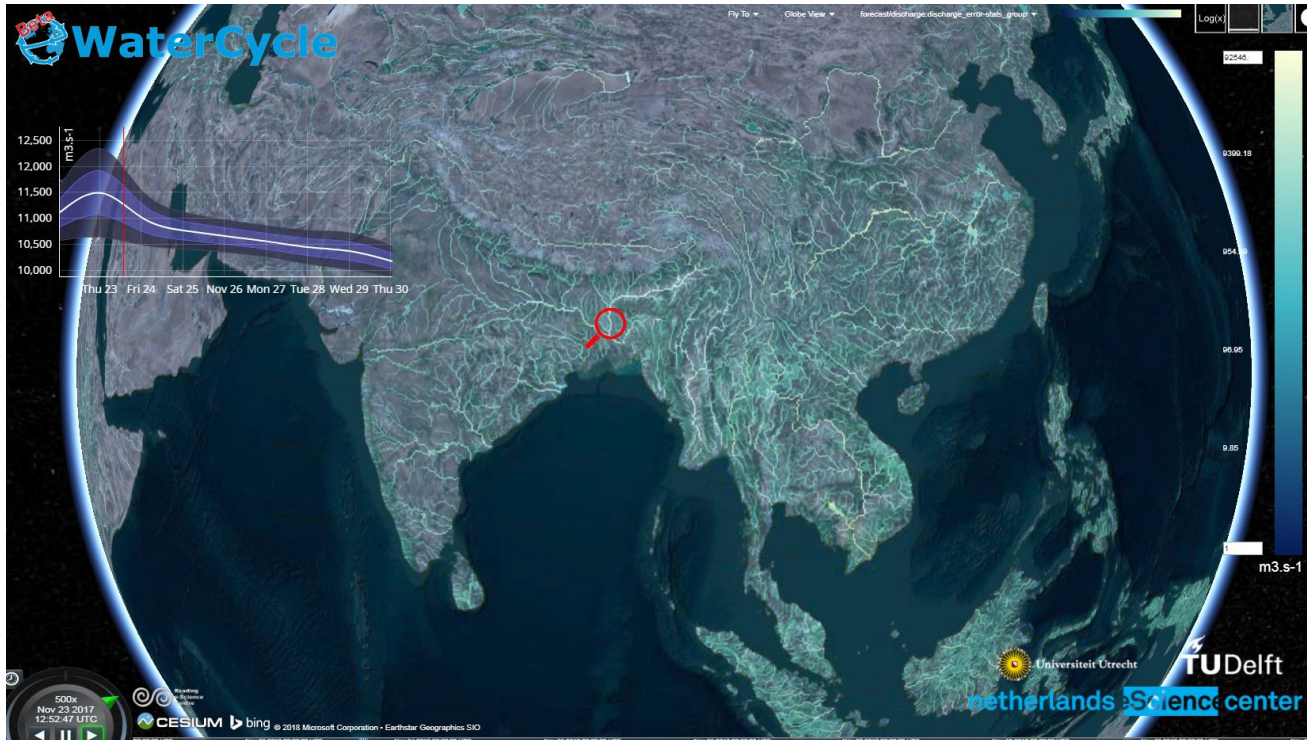 Beta
WaterCycle
Fly To
Globe View
forecast/discharge:discharge_error-stats_group
Log(x)
92546.
9399.18
96.95
9.85
1
m3.s-1
m3.s-1
12,500
12,000
11,500
11,000
10,500
10,000
Thu 23 Fri 24 Sat 25 Nov 26 Mon 27 Tue 28 Wed 29 Thu 30
500x
Nov 23 2017
12:52:47 UTC
Reading
e-Science
Centre
CESIUM bing © 2018 Microsoft Corporation - Earthstar Geographics SIO
Universiteit Utrecht
TUDelft
netherlands eScience center